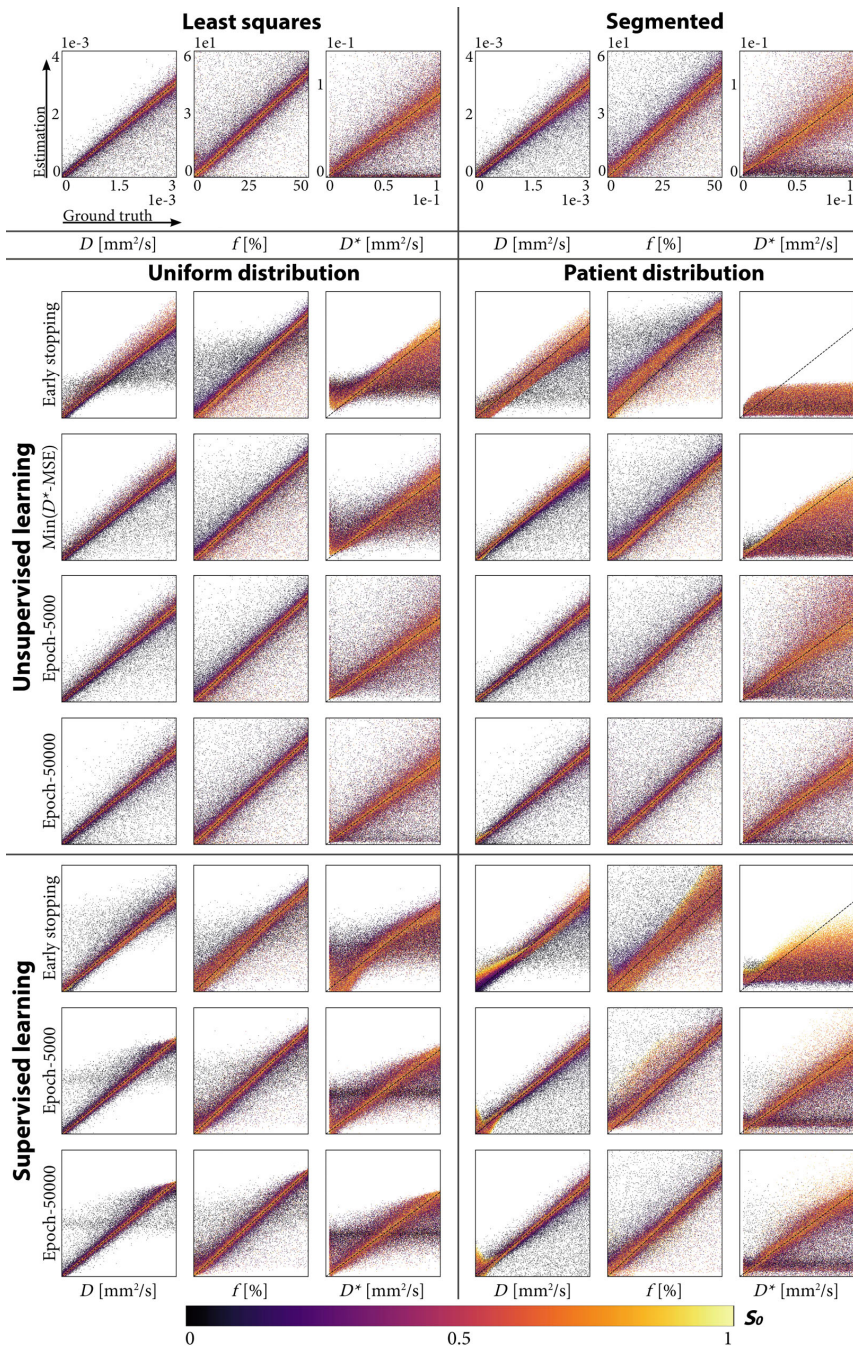 Least squares
Segmented
1e-3
6 1e1
1e-1
1e-3
6 1e1
1e-1
4
2
0
3
0
1
0
4
2
0
3
0
1
0
Estimation
0 1.5 3
1e-3
0 25 50
0 0.5 1.0
1e-1
0 1.5 3
1e-3
0 25 50
0.0 0.5 1.0
1e-1
Ground truth
D [mm²/s]
f [%]
D* [mm²/s]
D [mm²/s]
f [%]
D* [mm²/s]
Uniform distribution
Patient distribution
Unsupervised learning
Early stopping
Min(D*-MSE)
Epoch-5000
Epoch-50000
Supervised learning
Early stopping
Epoch-5000
Epoch-50000
D [mm²/s]
f [%]
D* [mm²/s]
D [mm²/s]
f [%]
D* [mm²/s]
0
0.5
1
S₀